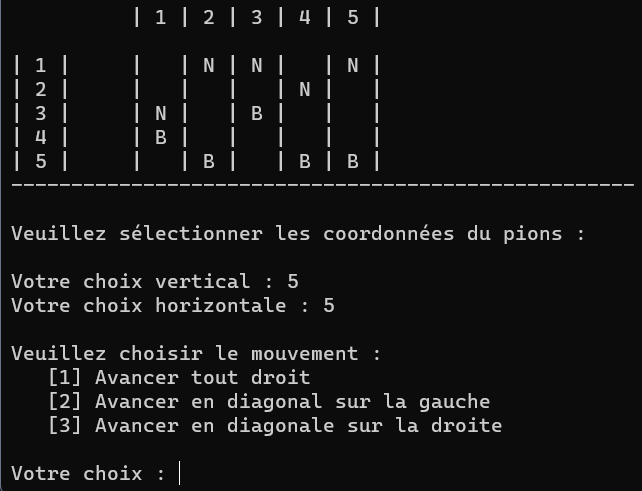 | 1 | 2 | 3 | 4 | 5 |
| 1 |     |   | N | N |   | N |
| 2 |     |   |   |   | N |   |
| 3 |     | N |   | B |   |   |
| 4 |     | B |   |   |   |   |
| 5 |     |   | B |   | B | B |
----------------------------------------------------
Veuillez sélectionner les coordonnées du pions :
Votre choix vertical : 5
Votre choix horizontale : 5
Veuillez choisir le mouvement :
[1] Avancer tout droit
[2] Avancer en diagonal sur la gauche
[3] Avancer en diagonale sur la droite
Votre choix :